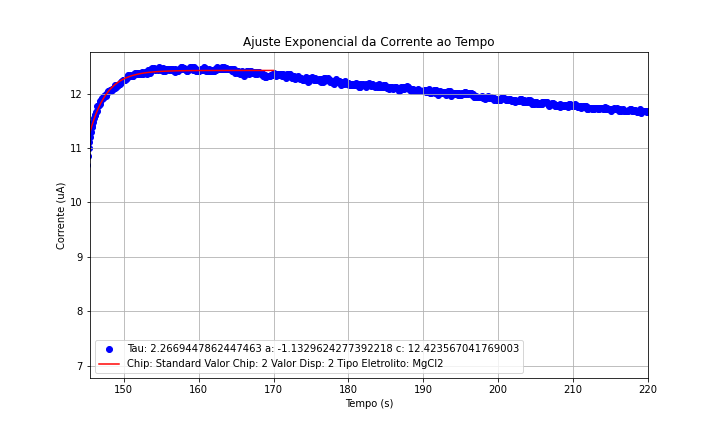 Ajuste Exponencial da Corrente ao Tempo
Corrente (uA)
12
11
10
9
8
7
Tau: 2.2669447862447463 a: -1.1329624277392218 c: 12.423567041769003
Chip: Standard Valor Chip: 2 Valor Disp: 2 Tipo Eletrolito: MgCl2
150 160 170 180 190 200 210 220
Tempo (s)